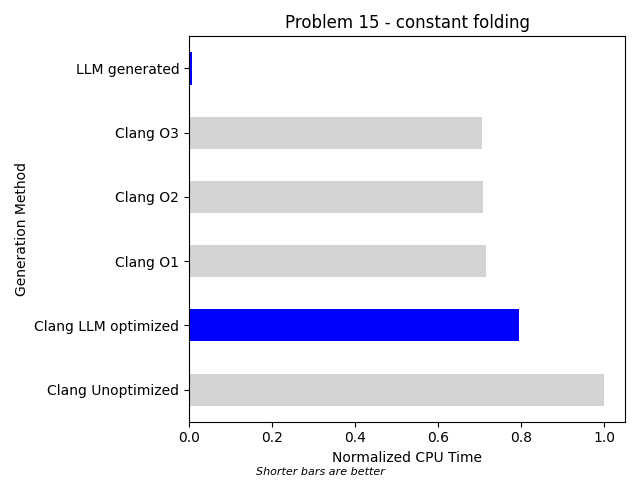 Problem 15 - constant folding
Generation Method
LLM generated
Clang O3
Clang O2
Clang O1
Clang LLM optimized
Clang Unoptimized
0.0 0.2 0.4 0.6 0.8 1.0
Normalized CPU Time
Shorter bars are better